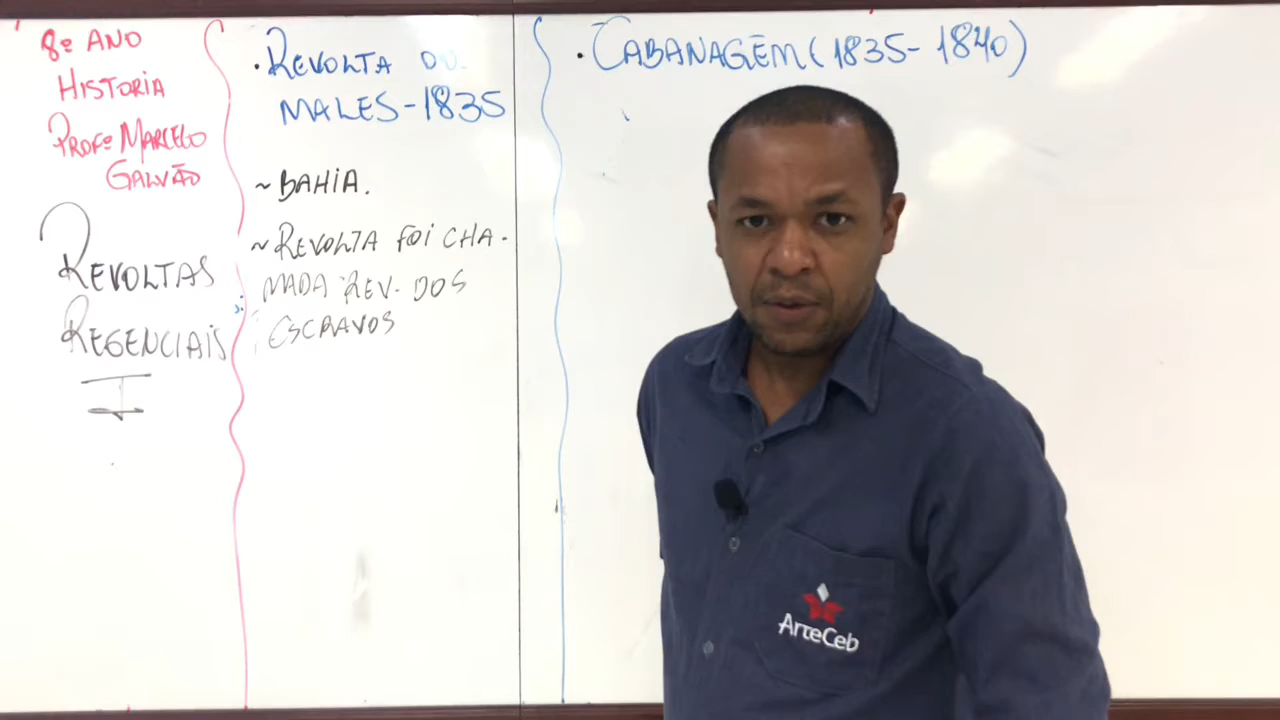 8º ANO
HISTORIA
PROFº MARCELO
GALVÃO
REVOLTAS
REGENCIAIS
I
· REVOLTA DO
MALES - 1835
~ BAHIA.
~ REVOLTA FOI CHA-
MADA REV. DOS
ESCRAVOS
· CABANAGEM (1835 - 1840)
ArteCeb